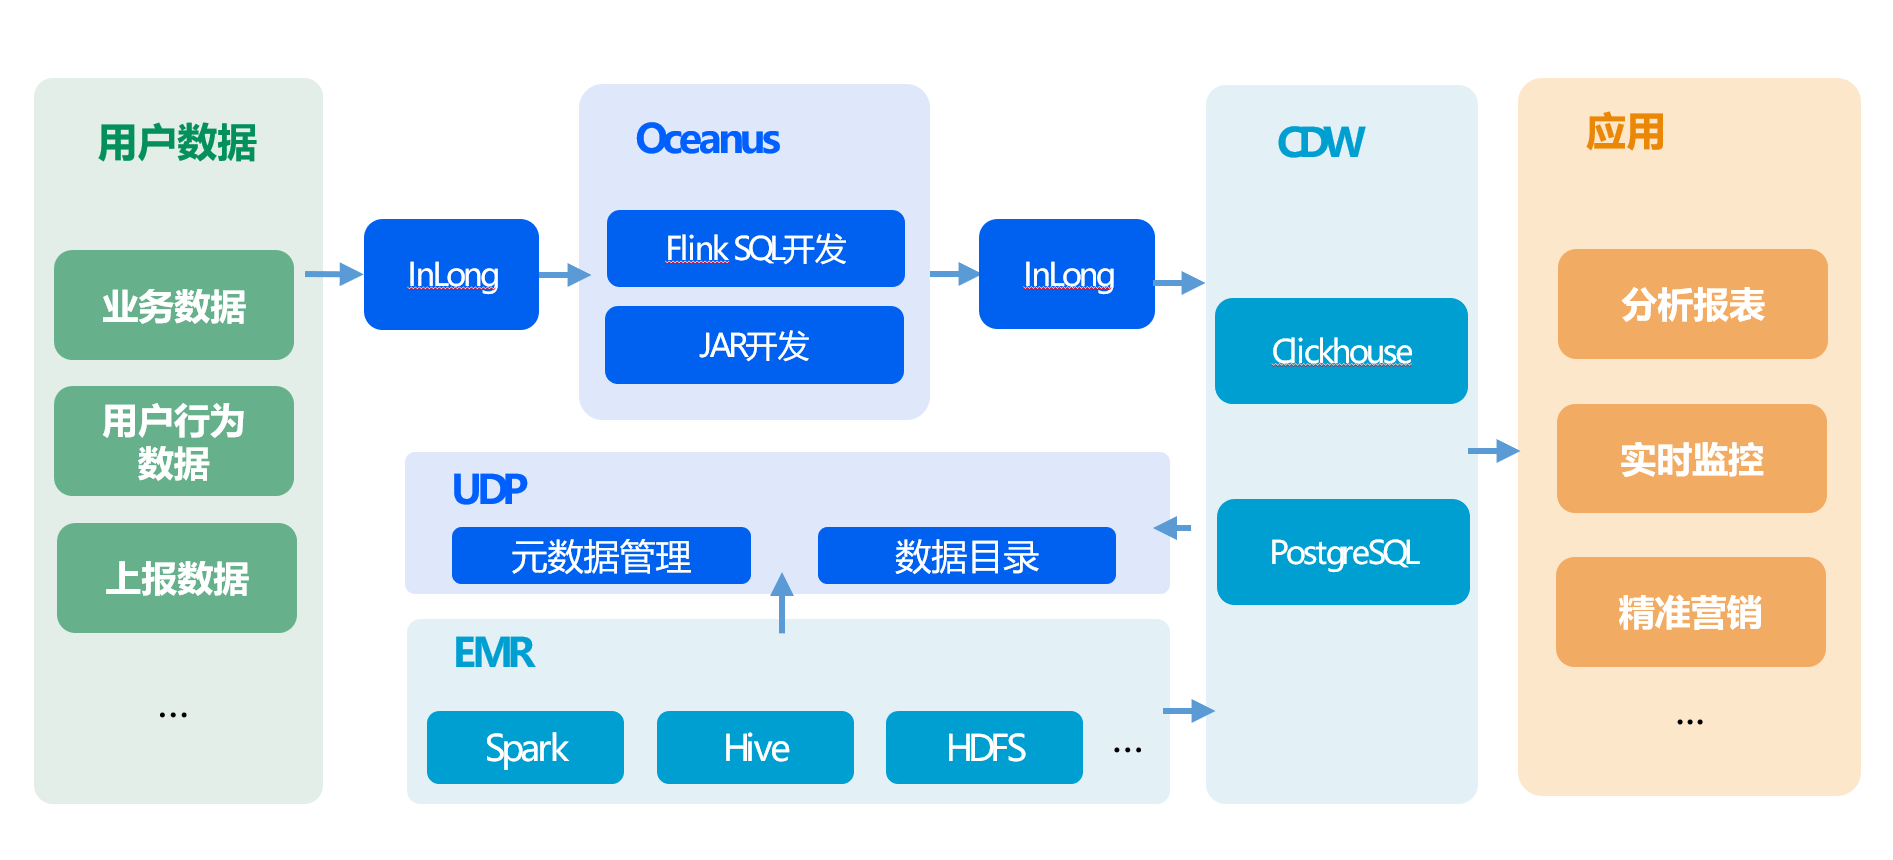 用户数据
业务数据
用户行为
数据
上报数据
...
InLong
Oceanus
Flink SQL开发
JAR开发
InLong
UDP
元数据管理
数据目录
EMR
Spark
Hive
HDFS
...
CDW
Clickhouse
PostgreSQL
应用
分析报表
实时监控
精准营销
...